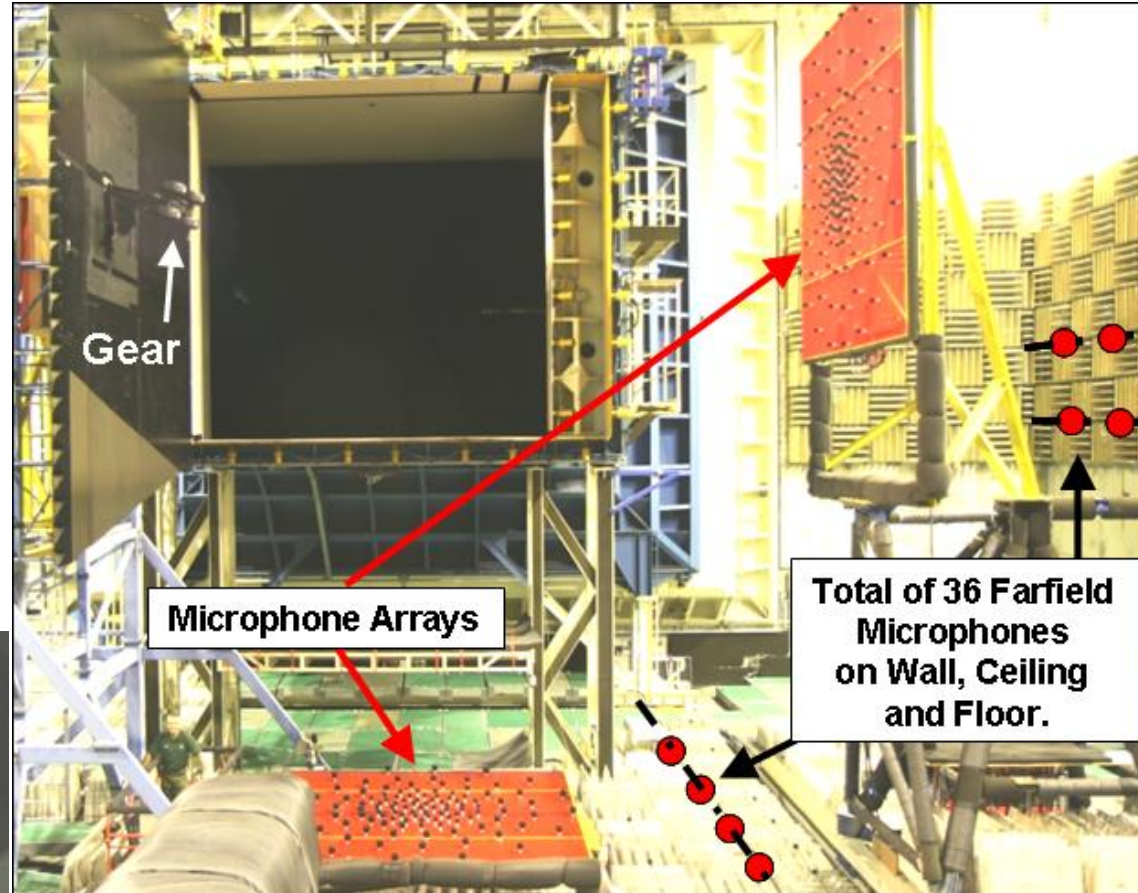 Gear
Microphone Arrays
Total of 36 Farfield
Microphones
on Wall, Ceiling
and Floor.